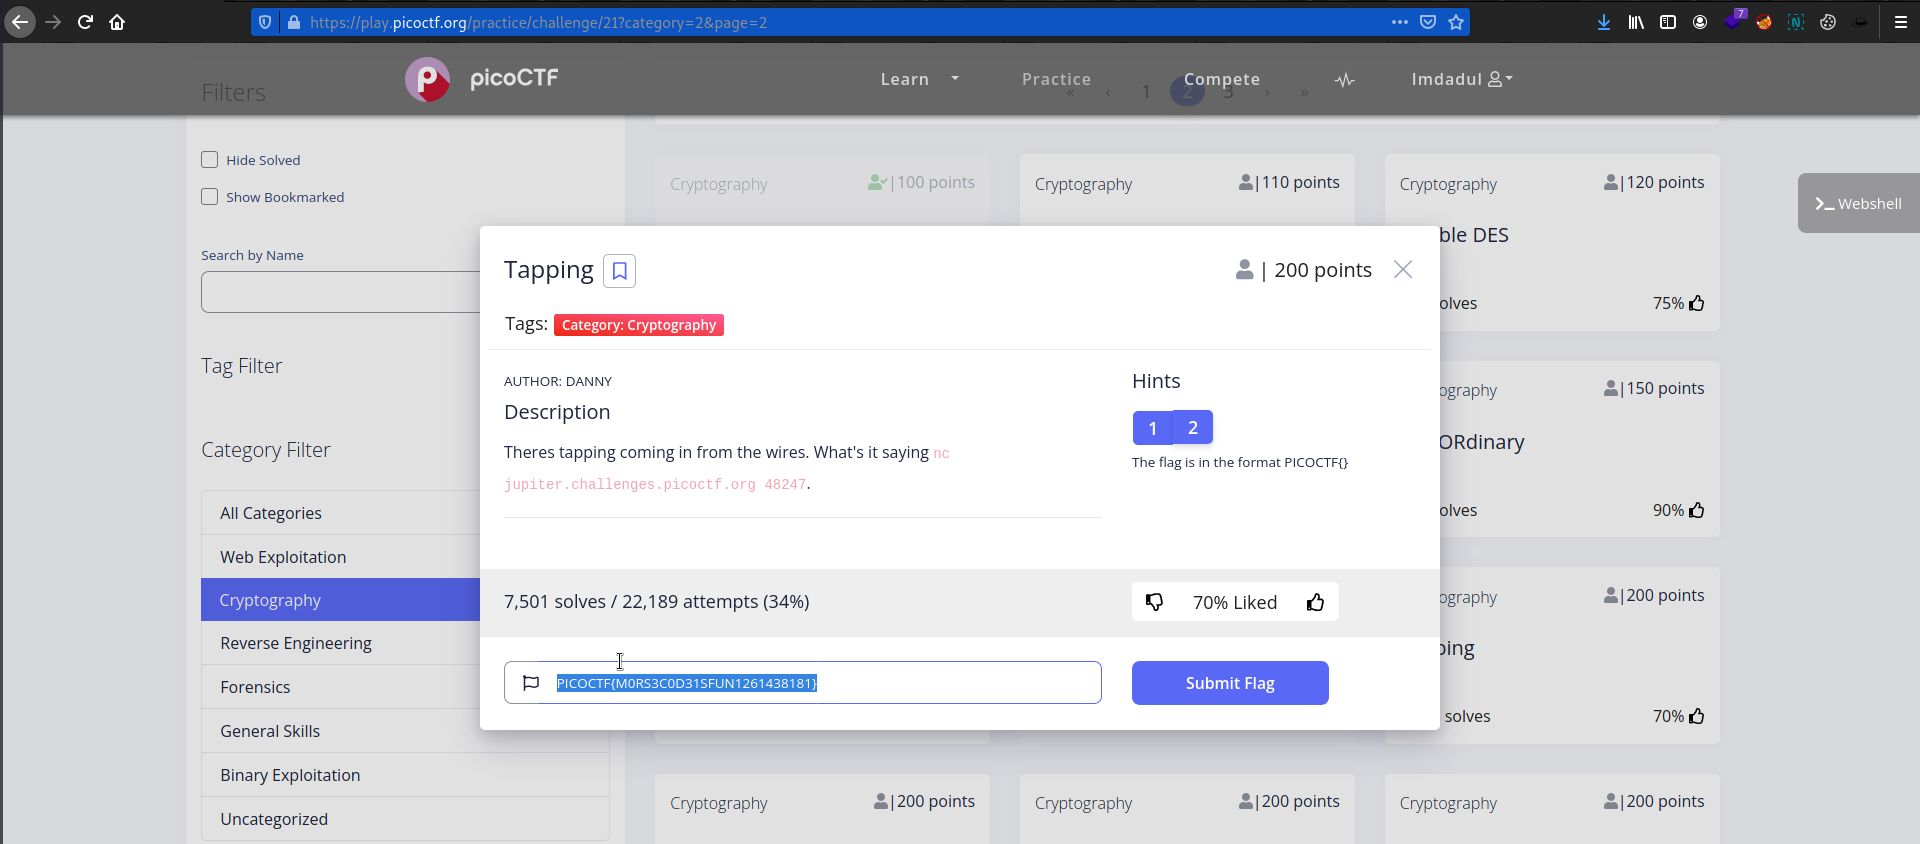 https://play.picoctf.org/practice/challenge/21?category=2&page=2
7
picoCTF
Learn
Practice
Compete
Imdadul
Filters
« ‹ 1 2 3 › »
Hide Solved
Show Bookmarked
Search by Name
Tag Filter
Category Filter
All Categories
Web Exploitation
Cryptography
Reverse Engineering
Forensics
General Skills
Binary Exploitation
Uncategorized
Cryptography |100 points
Cryptography |110 points
Cryptography |120 points
ble DES
olves 75%
Webshell
Tapping | 200 points
Tags: Category: Cryptography
AUTHOR: DANNY
Description
Theres tapping coming in from the wires. What's it saying nc
jupiter.challenges.picoctf.org 48247.
Hints
1 2
The flag is in the format PICOCTF{}
7,501 solves / 22,189 attempts (34%)
70% Liked
PICOCTF{M0RS3C0D31SFUN1261438181}
Submit Flag
ography |150 points
ORdinary
olves 90%
ography |200 points
ping
solves 70%
Cryptography |200 points
Cryptography |200 points
Cryptography |200 points